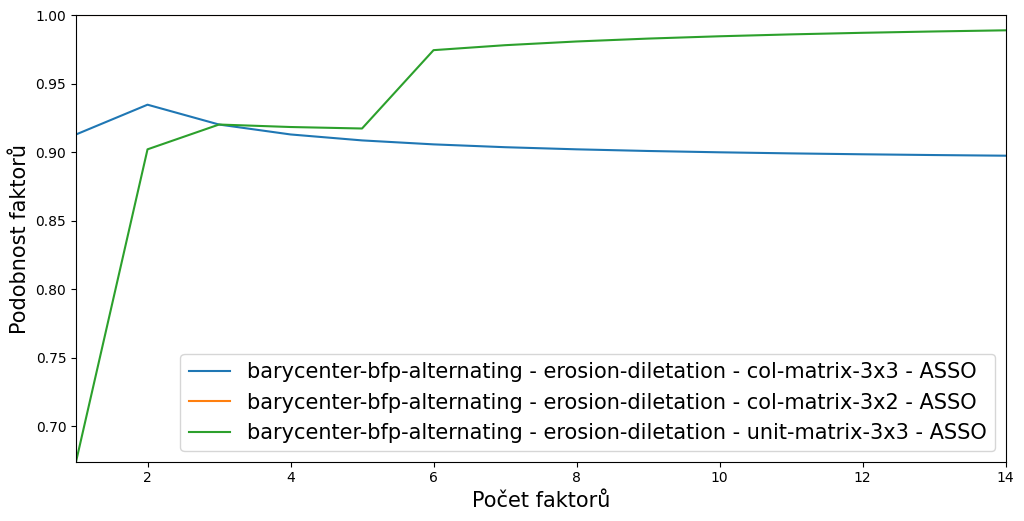 1.00
0.95
0.90
0.85
0.80
0.75
0.70
Podobnost faktorů
barycenter-bfp-alternating - erosion-diletation - col-matrix-3x3 - ASSO
barycenter-bfp-alternating - erosion-diletation - col-matrix-3x2 - ASSO
barycenter-bfp-alternating - erosion-diletation - unit-matrix-3x3 - ASSO
2 4 6 8 10 12 14
Počet faktorů